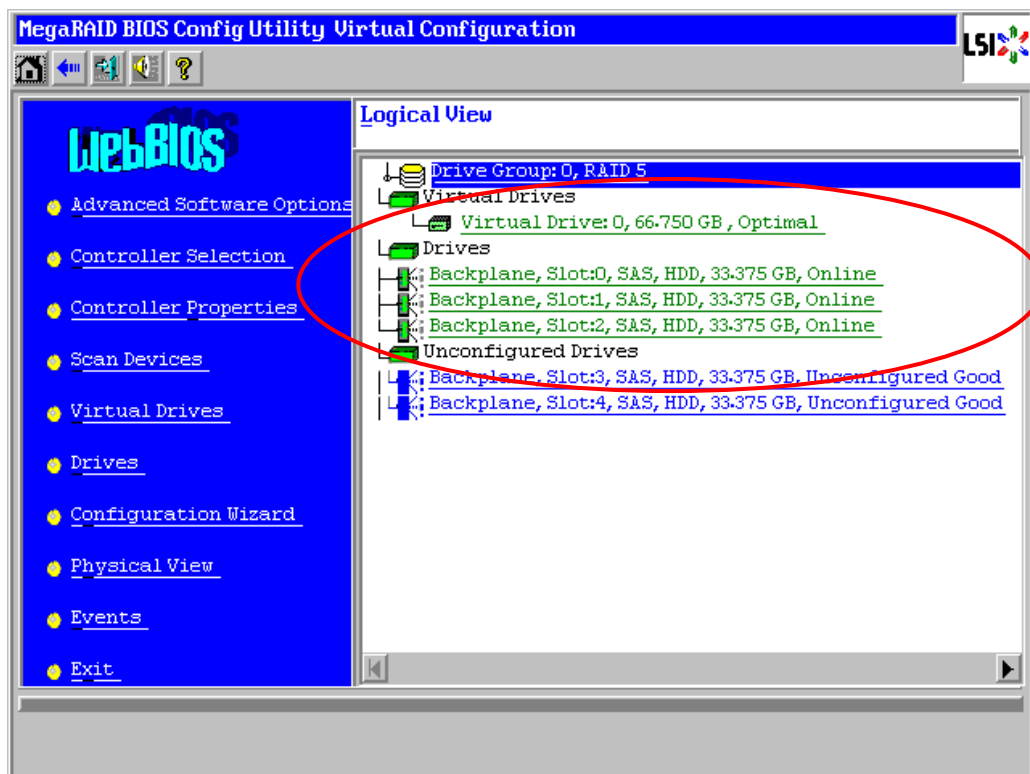 MegaRAID BIOS Config Utility Virtual Configuration
LSI
WebBIOS
Advanced Software Options
Controller Selection
Controller Properties
Scan Devices
Virtual Drives
Drives
Configuration Wizard
Physical View
Events
Exit
Logical View
Drive Group: 0, RAID 5
Virtual Drives
Virtual Drive: 0, 66.750 GB, Optimal
Drives
Backplane, Slot:0, SAS, HDD, 33.375 GB, Online
Backplane, Slot:1, SAS, HDD, 33.375 GB, Online
Backplane, Slot:2, SAS, HDD, 33.375 GB, Online
Unconfigured Drives
Backplane, Slot:3, SAS, HDD, 33.375 GB, Unconfigured Good
Backplane, Slot:4, SAS, HDD, 33.375 GB, Unconfigured Good